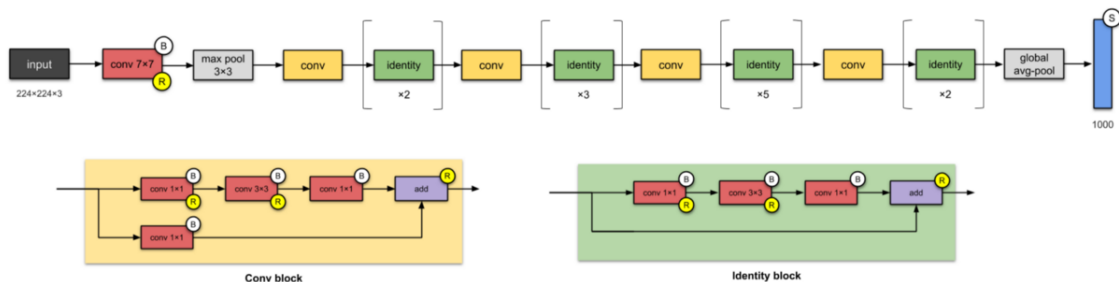 S
B
input
conv 7×7
max pool
3×3
conv
identity
conv
identity
conv
identity
conv
identity
global
avg-pool
R
224×224×3
×2
×3
×5
×2
1000
B
B
B
R
conv 1×1
conv 3×3
conv 1×1
add
R
R
B
conv 1×1
Conv block
B
B
B
R
conv 1×1
conv 3×3
conv 1×1
add
R
R
Identity block